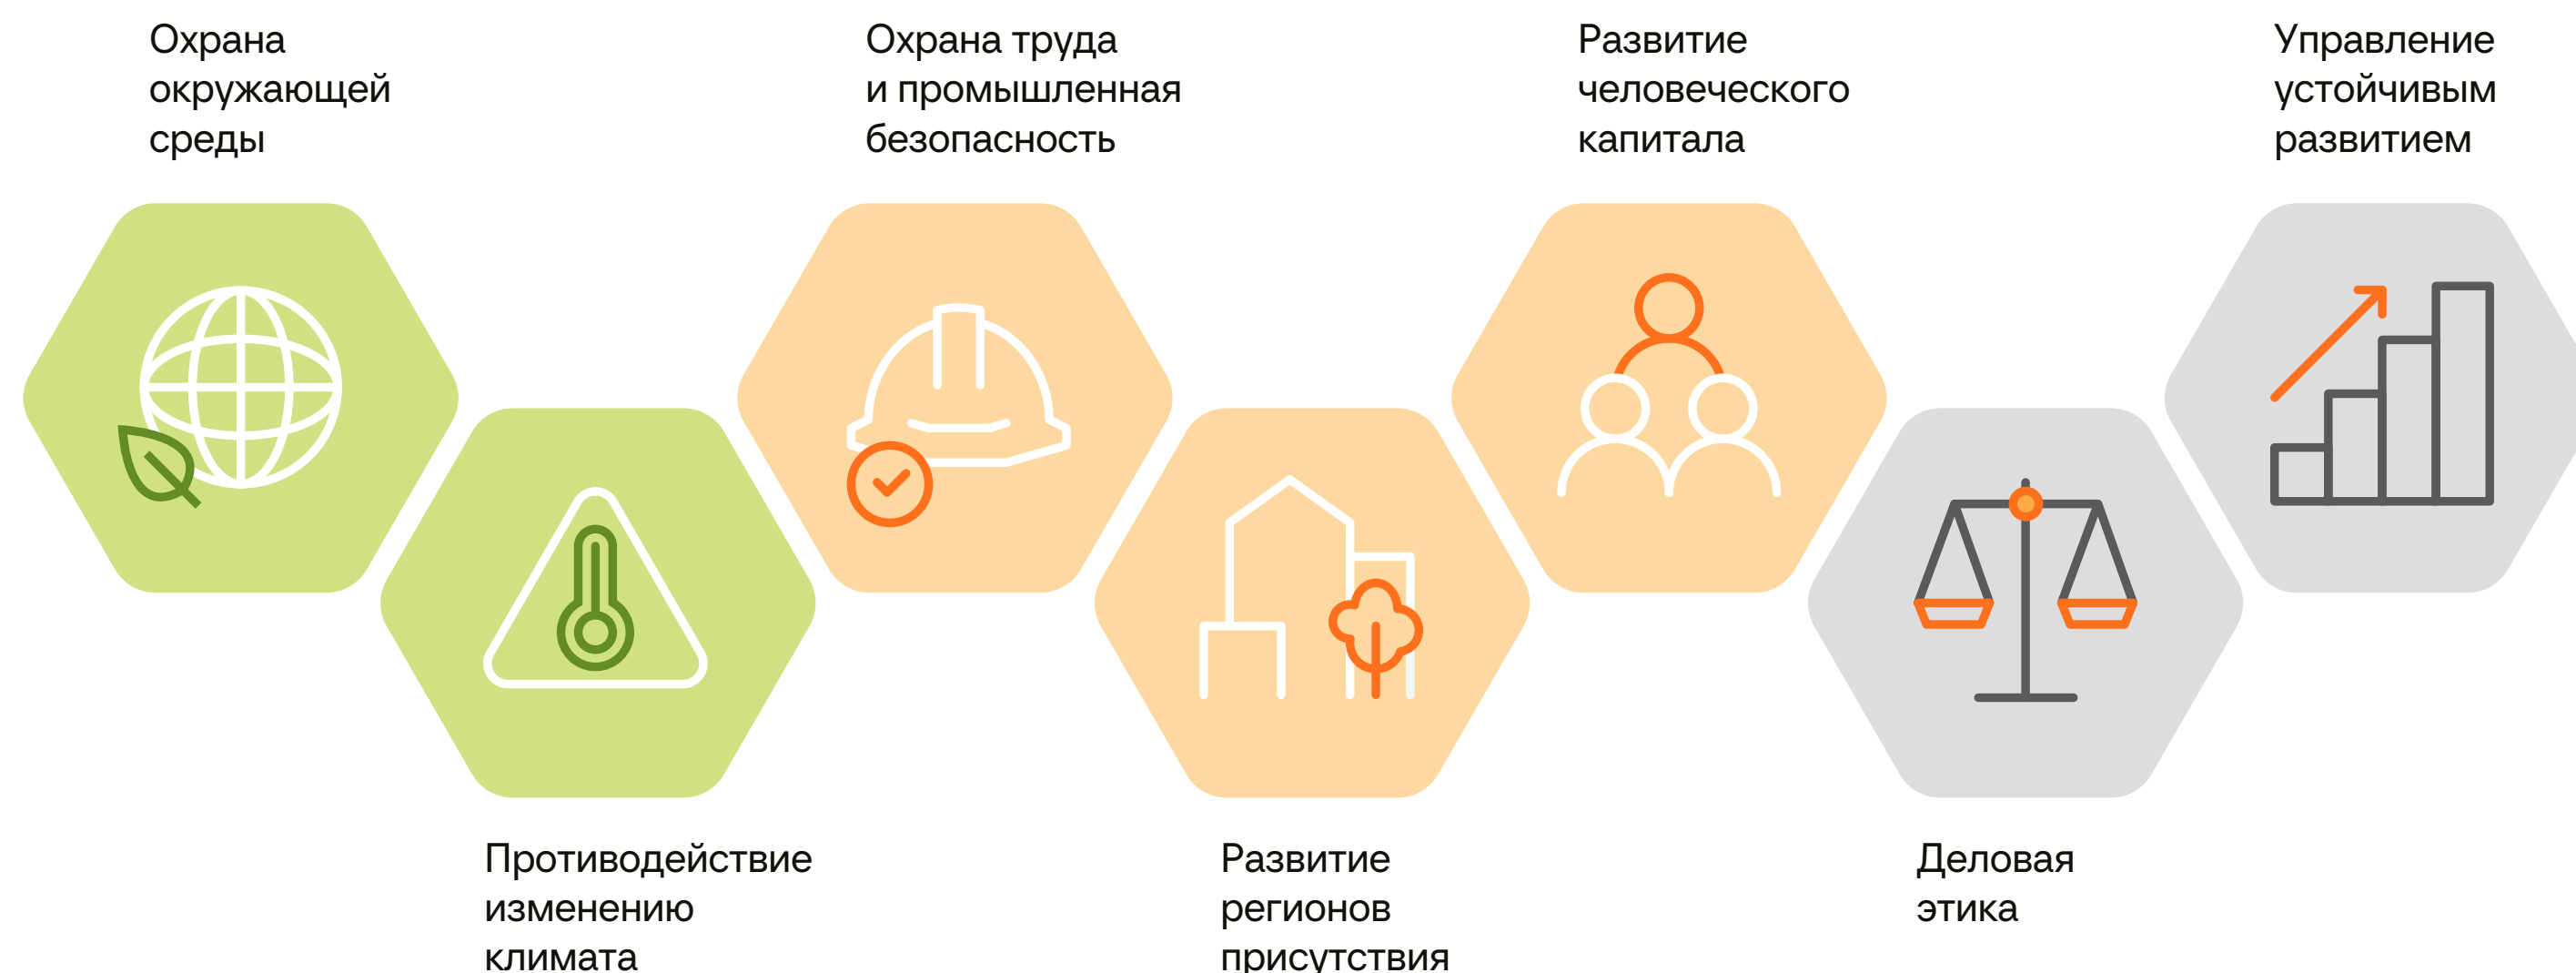 Охрана
окружающей
среды
Охрана труда
и промышленная
безопасность
Развитие
человеческого
капитала
Управление
устойчивым
развитием
Противодействие
изменению
климата
Развитие
регионов
присутствия
Деловая
этика